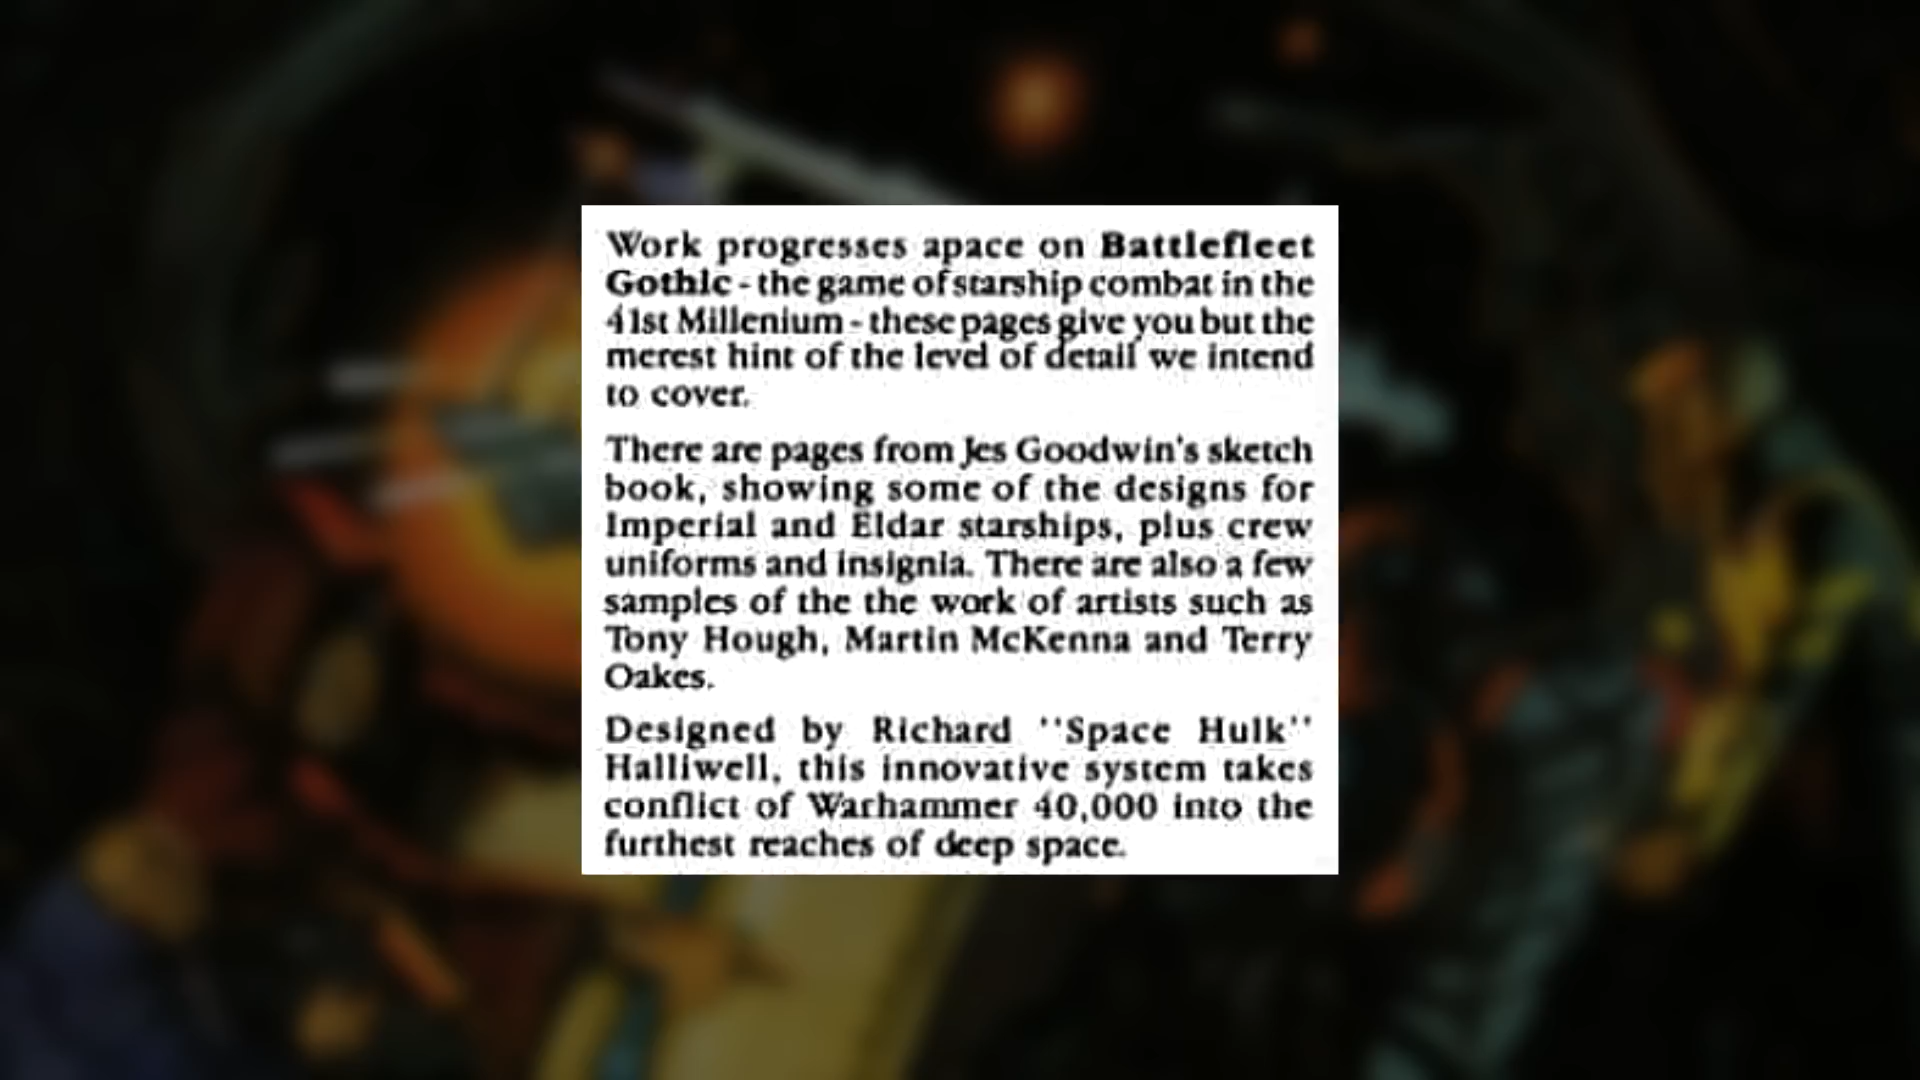 Work progresses apace on Battlefleet
Gothic - the game of starship combat in the
41st Millenium - these pages give you but the
merest hint of the level of detail we intend
to cover.
There are pages from Jes Goodwin's sketch
book, showing some of the designs for
Imperial and Eldar starships, plus crew
uniforms and insignia. There are also a few
samples of the the work of artists such as
Tony Hough, Martin McKenna and Terry
Oakes.
Designed by Richard ''Space Hulk''
Halliwell, this innovative system takes
conflict of Warhammer 40,000 into the
furthest reaches of deep space.